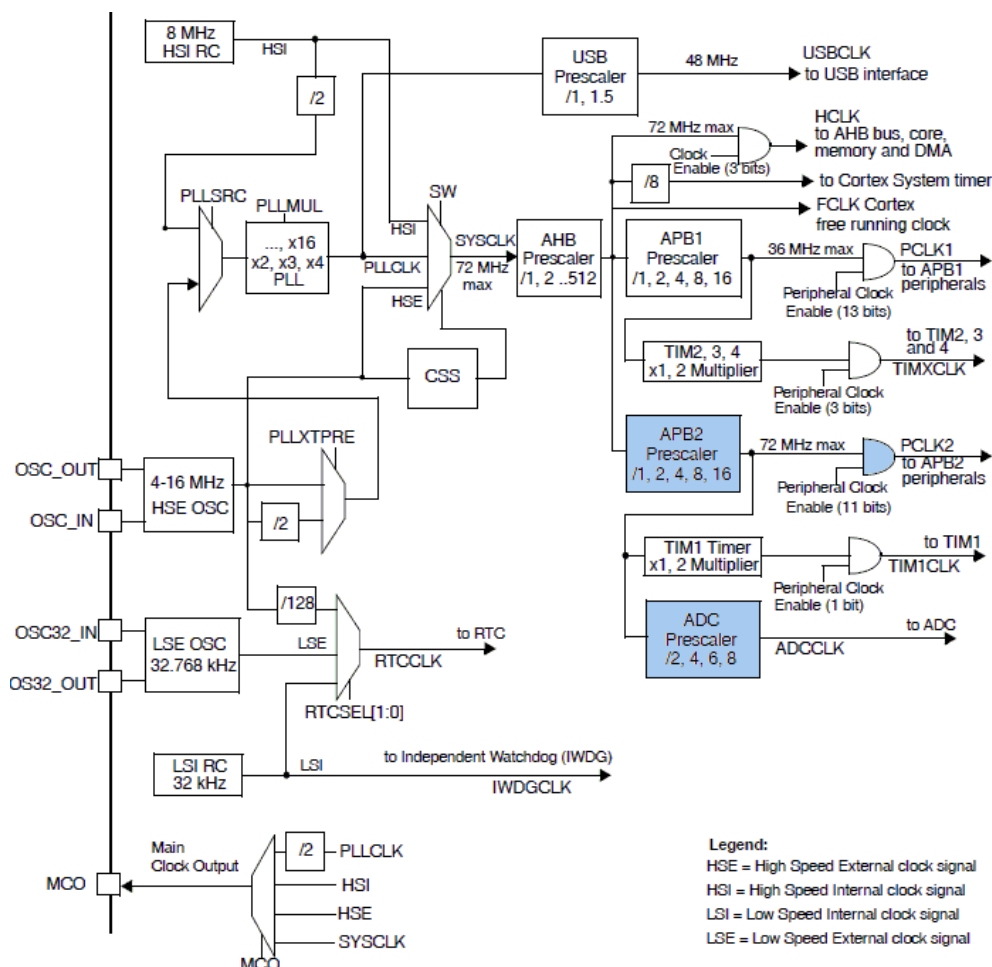 8 MHz
HSI RC
HSI
/2
USB
Prescaler
/1, 1.5
48 MHz
USBCLK
to USB interface
72 MHz max
Clock
Enable (3 bits)
HCLK
to AHB bus, core,
memory and DMA
/8
to Cortex System timer
FCLK Cortex
free running clock
PLLSRC
PLLMUL
..., x16
x2, x3, x4
PLL
PLLCLK
SW
HSI
HSE
SYSCLK
72 MHz
max
AHB
Prescaler
/1, 2 ..512
APB1
Prescaler
/1, 2, 4, 8, 16
36 MHz max
PCLK1
to APB1
peripherals
Peripheral Clock
Enable (13 bits)
TIM2, 3, 4
x1, 2 Multiplier
to TIM2, 3
and 4
TIMXCLK
Peripheral Clock
Enable (3 bits)
CSS
APB2
Prescaler
/1, 2, 4, 8, 16
72 MHz max
PCLK2
to APB2
peripherals
Peripheral Clock
Enable (11 bits)
TIM1 Timer
x1, 2 Multiplier
to TIM1
TIM1CLK
Peripheral Clock
Enable (1 bit)
ADC
Prescaler
/2, 4, 6, 8
to ADC
ADCCLK
PLLXTPRE
OSC_OUT
OSC_IN
4-16 MHz
HSE OSC
/2
/128
OSC32_IN
OS32_OUT
LSE OSC
32.768 kHz
LSE
to RTC
RTCCLK
RTCSEL[1:0]
LSI RC
32 kHz
LSI
to Independent Watchdog (IWDG)
IWDGCLK
MCO
Main
Clock Output
/2
PLLCLK
HSI
HSE
SYSCLK
MCO
Legend:
HSE = High Speed External clock signal
HSI = High Speed Internal clock signal
LSI = Low Speed Internal clock signal
LSE = Low Speed External clock signal